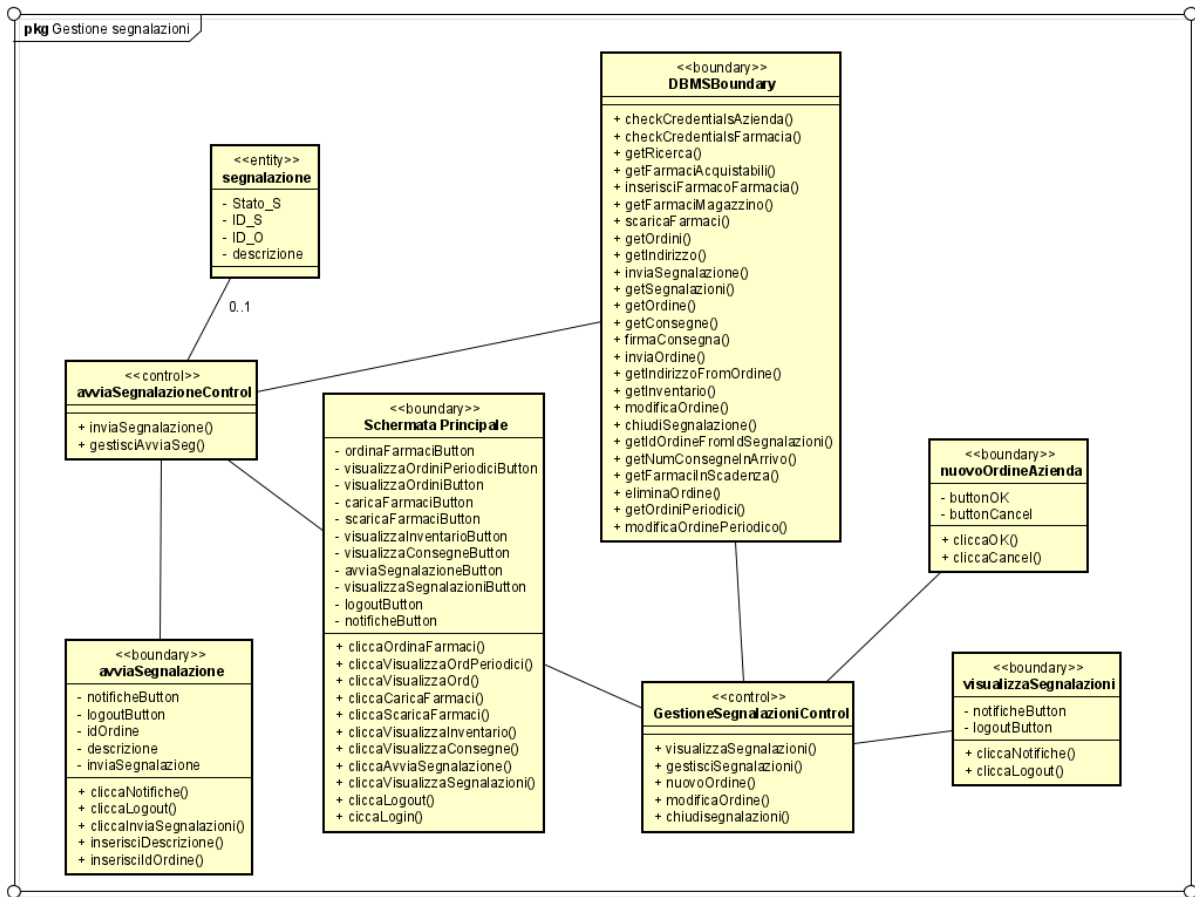 pkg Gestione segnalazioni
<<boundary>>
DBMSBoundary
+ checkCredentialsAzienda()
+ checkCredentialsFarmacia()
+ getRicerca()
+ getFarmaciAcquistabili()
+ inserisciFarmacoFarmacia()
+ getFarmaciMagazzino()
+ scaricaFarmaci()
+ getOrdini()
+ getIndirizzo()
+ inviaSegnalazione()
+ getSegnalazioni()
+ getOrdine()
+ getConsegne()
+ firmaConsegna()
+ inviaOrdine()
+ getIndirizzoFromOrdine()
+ getInventario()
+ modificaOrdine()
+ chiudiSegnalazione()
+ getIdOrdineFromIdSegnalazioni()
+ getNumConsegneInArrivo()
+ getFarmaciInScadenza()
+ eliminaOrdine()
+ getOrdiniPeriodici()
+ modificaOrdinePeriodico()
<<entity>>
segnalazione
- Stato_S
- ID_S
- ID_O
- descrizione
0..1
<<control>>
avviaSegnalazioneControl
+ inviaSegnalazione()
+ gestisciAvviaSeg()
<<boundary>>
Schermata Principale
- ordinaFarmaciButton
- visualizzaOrdiniPeriodiciButton
- visualizzaOrdiniButton
- caricaFarmaciButton
- scaricaFarmaciButton
- visualizzaInventarioButton
- visualizzaConsegneButton
- avviaSegnalazioneButton
- visualizzaSegnalazioniButton
- logoutButton
- notificheButton
+ cliccaOrdinaFarmaci()
+ cliccaVisualizzaOrdPeriodici()
+ cliccaVisualizzaOrd()
+ cliccaCaricaFarmaci()
+ cliccaScaricaFarmaci()
+ cliccaVisualizzaInventario()
+ cliccaVisualizzaConsegne()
+ cliccaAvviaSegnalazione()
+ cliccaVisualizzaSegnalazioni()
+ cliccaLogout()
+ ciccaLogin()
<<boundary>>
nuovoOrdineAzienda
- buttonOK
- buttonCancel
+ cliccaOK()
+ cliccaCancel()
<<boundary>>
avviaSegnalazione
- notificheButton
- logoutButton
- idOrdine
- descrizione
- inviaSegnalazione
+ cliccaNotifiche()
+ cliccaLogout()
+ cliccaInviaSegnalazioni()
+ inserisciDescrizione()
+ inserisciIdOrdine()
<<control>>
GestioneSegnalazioniControl
+ visualizzaSegnalazioni()
+ gestisciSegnalazioni()
+ nuovoOrdine()
+ modificaOrdine()
+ chiudisegnalazioni()
<<boundary>>
visualizzaSegnalazioni
- notificheButton
- logoutButton
+ cliccaNotifiche()
+ cliccaLogout()